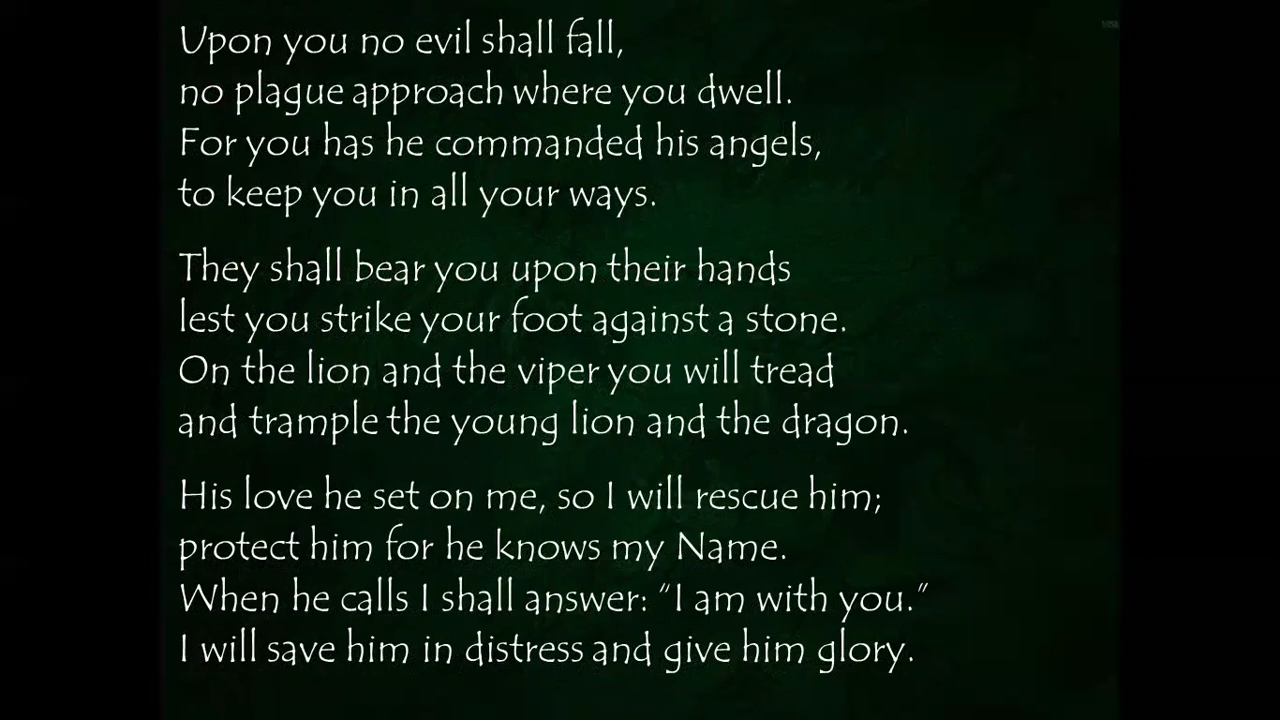 Upon you no evil shall fall,
no plague approach where you dwell.
For you has he commanded his angels,
to keep you in all your ways.
They shall bear you upon their hands
lest you strike your foot against a stone.
On the lion and the viper you will tread
and trample the young lion and the dragon.
His love he set on me, so I will rescue him;
protect him for he knows my Name.
When he calls I shall answer: “I am with you.”
I will save him in distress and give him glory.